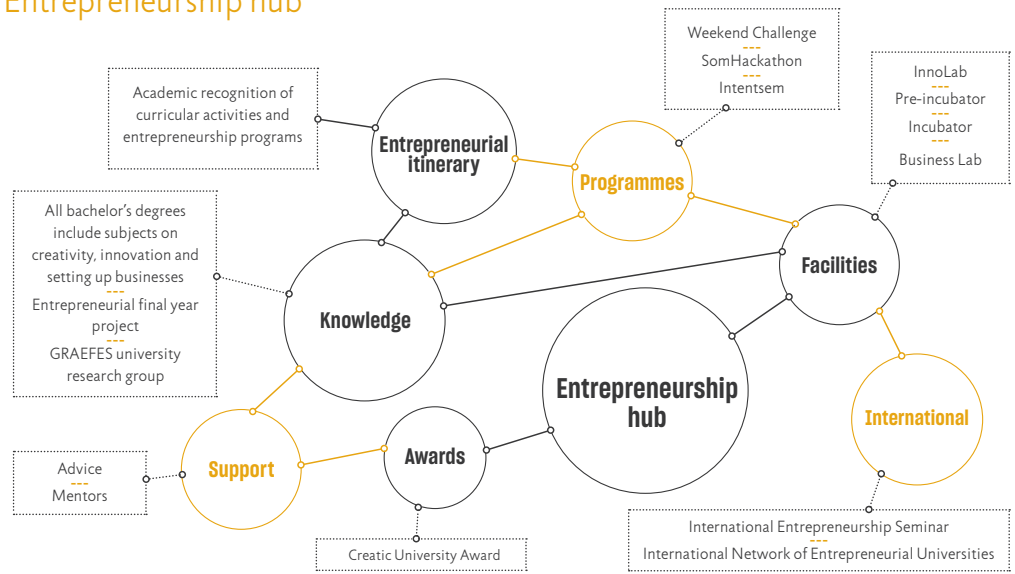 Entrepreneurship hub
Weekend Challenge
SomHackathon
Intentsem
InnoLab
Pre-incubator
Incubator
Business Lab
Academic recognition of
curricular activities and
entrepreneurship programs
Entrepreneurial
itinerary
Programmes
All bachelor's degrees
include subjects on
creativity, innovation and
setting up businesses
Entrepreneurial final year
project
GRAEFES university
research group
Knowledge
Facilities
Entrepreneurship
hub
International
Support
Awards
Advice
Mentors
Creatic University Award
International Entrepreneurship Seminar
International Network of Entrepreneurial Universities